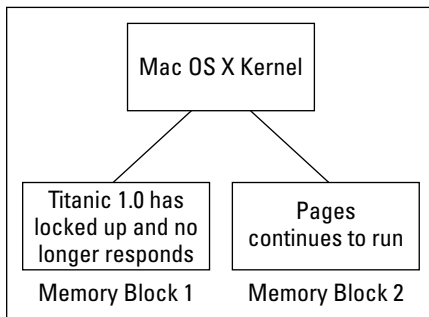 Mac OS X Kernel
Titanic 1.0 has
locked up and no
longer responds
Pages
continues to run
Memory Block 1
Memory Block 2